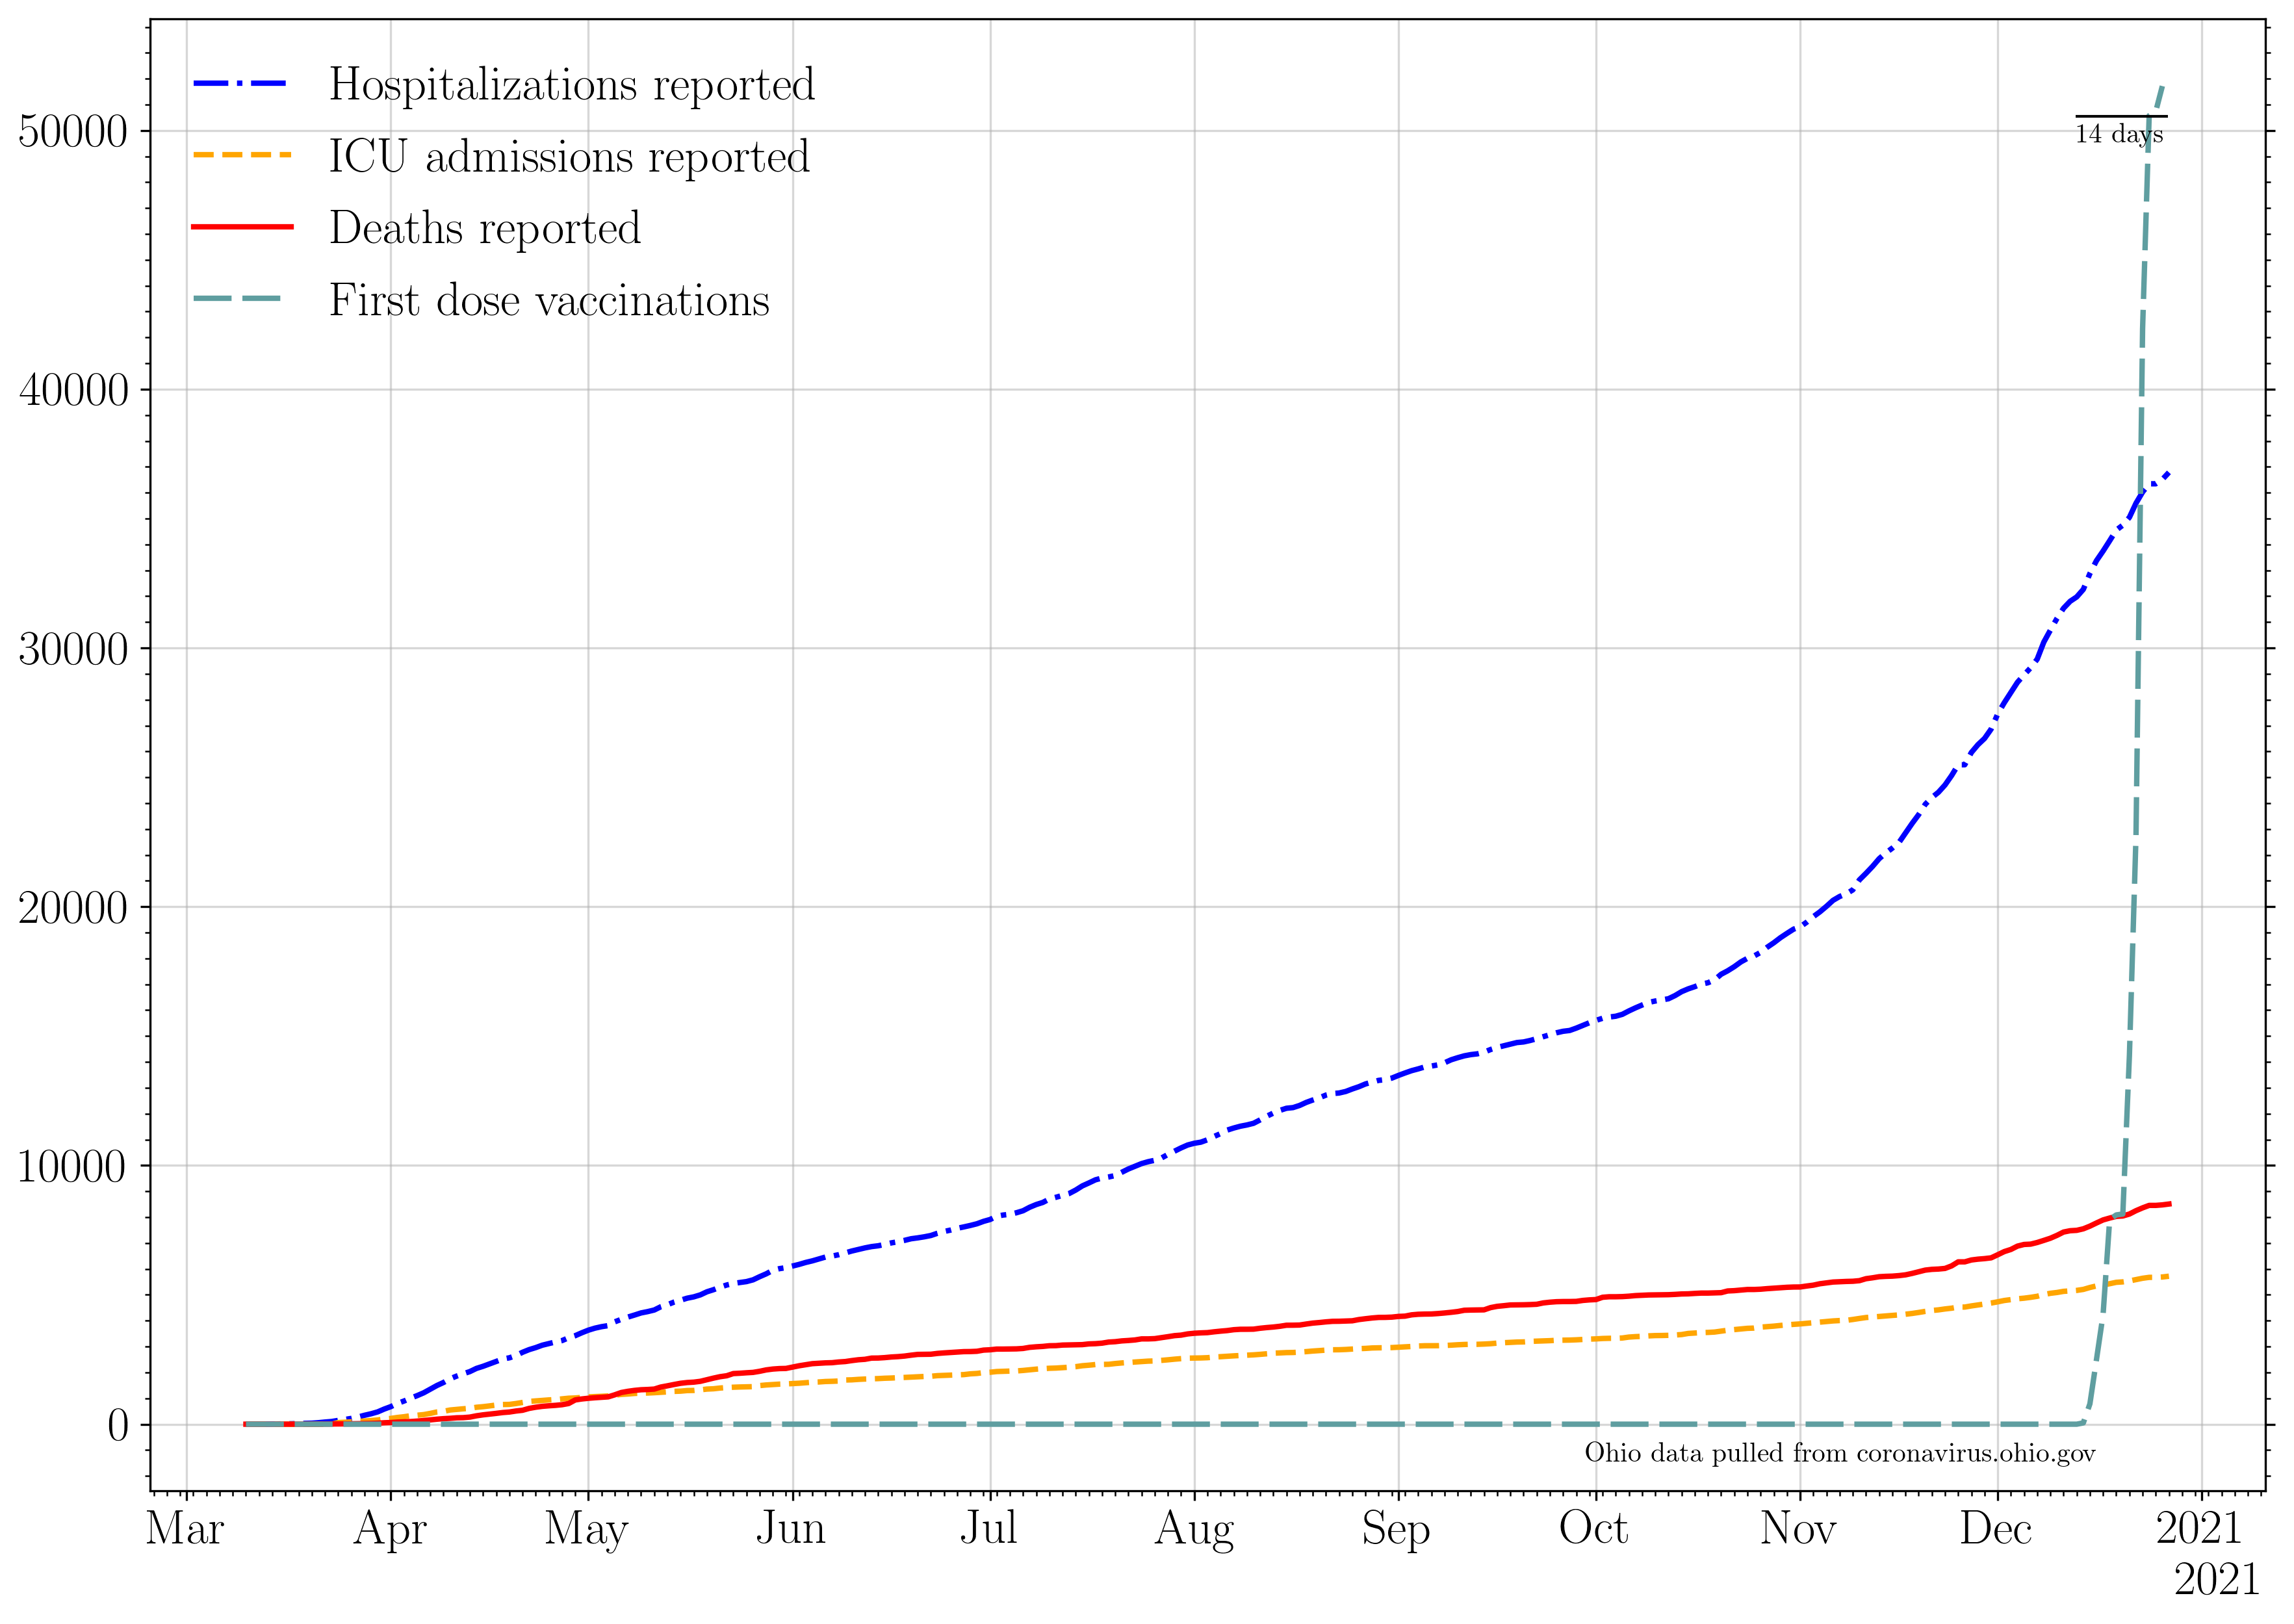 Hospitalizations reported
ICU admissions reported
Deaths reported
First dose vaccinations
14 days
50000
40000
30000
20000
10000
0
Ohio data pulled from coronavirus.ohio.gov
Mar Apr May Jun Jul Aug Sep Oct Nov Dec 2021
2021